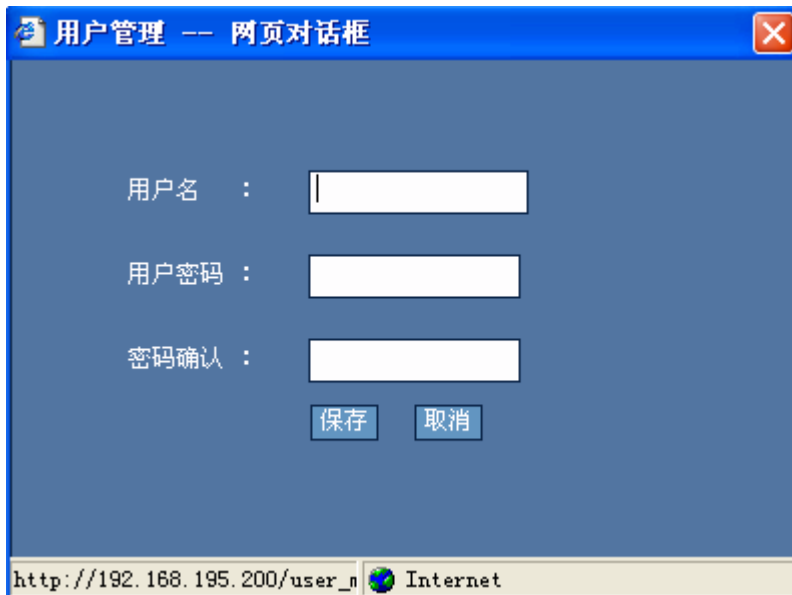 用户管理 -- 网页对话框
用户名 :
用户密码 :
密码确认 :
保存 取消
http://192.168.195.200/user_ Internet